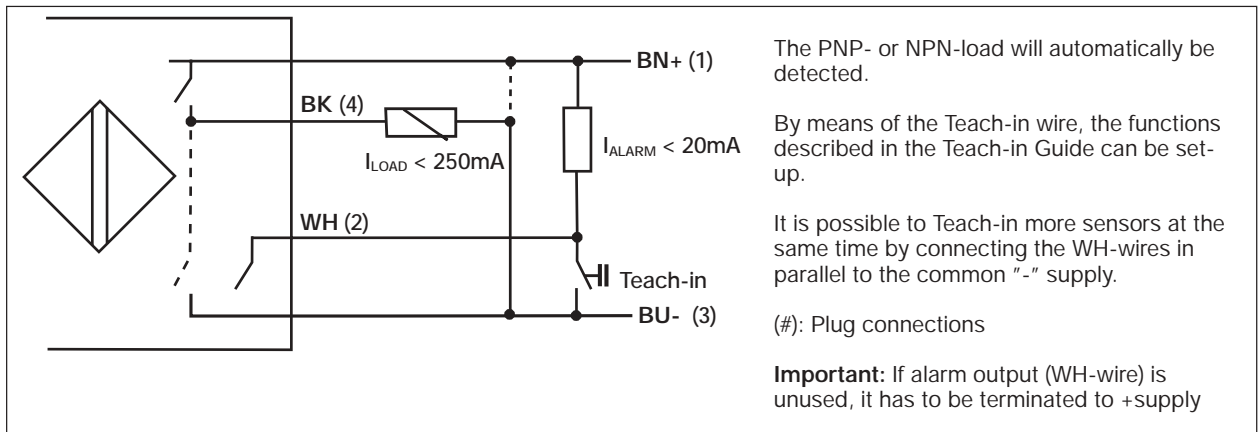 BN+ (1)
BK (4)
I_LOAD < 250mA
I_ALARM < 20mA
WH (2)
Teach-in
BU- (3)
The PNP- or NPN-load will automatically be
detected.
By means of the Teach-in wire, the functions
described in the Teach-in Guide can be set-
up.
It is possible to Teach-in more sensors at the
same time by connecting the WH-wires in
parallel to the common "-" supply.
(#): Plug connections
Important: If alarm output (WH-wire) is
unused, it has to be terminated to +supply